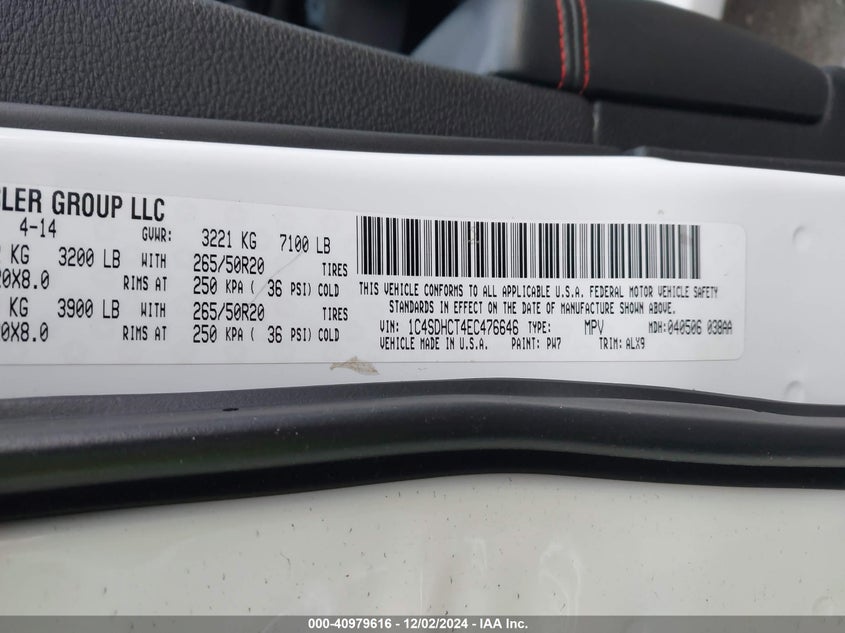 SLER GROUP LLC
4-14 GVWR: 3221 KG 7100 LB
KG 3200 LB WITH 265/50R20 TIRES
20X8.0 RIMS AT 250 KPA ( 36 PSI) COLD
KG 3900 LB WITH 265/50R20 TIRES
20X8.0 RIMS AT 250 KPA ( 36 PSI) COLD
THIS VEHICLE CONFORMS TO ALL APPLICABLE U.S.A. FEDERAL MOTOR VEHICLE SAFETY
STANDARDS IN EFFECT ON THE DATE OF MANUFACTURE SHOWN ABOVE.
VIN: 1C4SDHCT4EC476646 TYPE: MPV MDH:040506 038AA
VEHICLE MADE IN U.S.A. PAINT: PW7 TRIM: ALX9
000-40979616 - 12/02/2024 - IAA Inc.